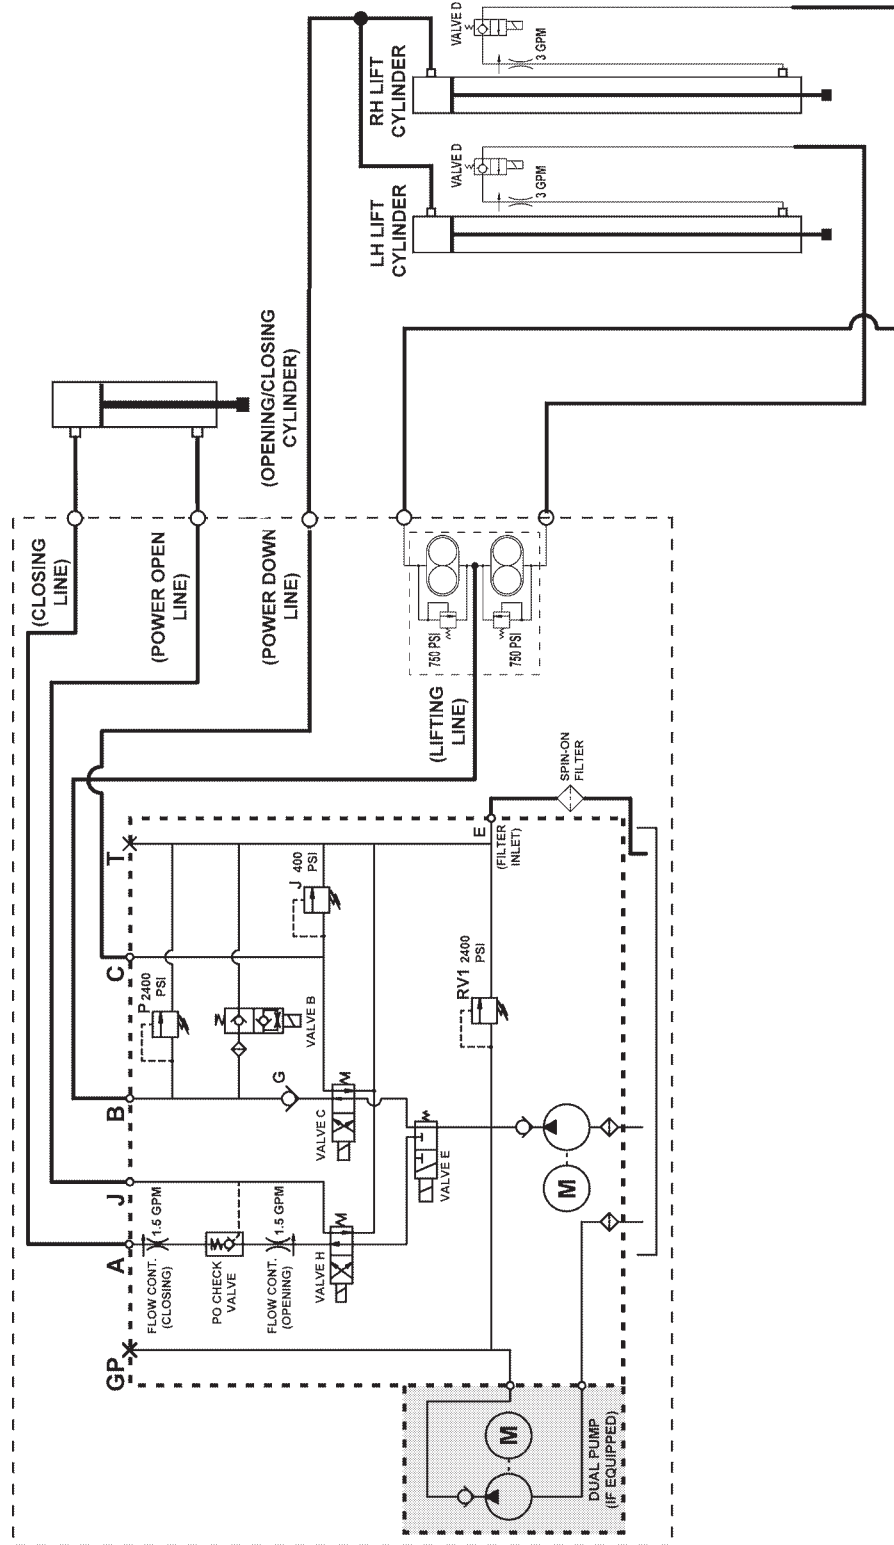 VALVE D
3 GPM
RH LIFT
CYLINDER
VALVE D
3 GPM
LH LIFT
CYLINDER
(OPENING/CLOSING
CYLINDER)
(CLOSING
LINE)
(POWER OPEN
LINE)
(POWER DOWN
LINE)
750 PSI
750 PSI
(LIFTING
LINE)
SPIN-ON
FILTER
T
E
(FILTER
INLET)
J 400
PSI
C
P 2400
PSI
RV1 2400
PSI
VALVE B
B
G
VALVE C
VALVE E
J
A
1.5 GPM
FLOW CONT.
(CLOSING)
PO CHECK
VALVE
1.5 GPM
FLOW CONT.
(OPENING)
VALVE H
M
GP
M
DUAL PUMP
(IF EQUIPPED)